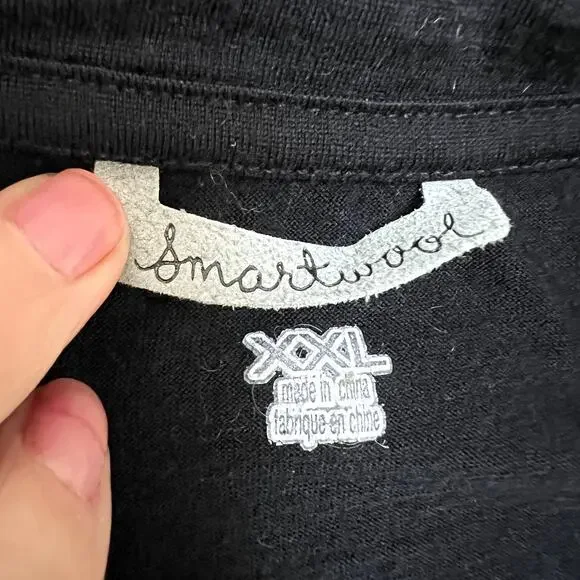 Smartwool
XXL
made in china
fabriqué en chine